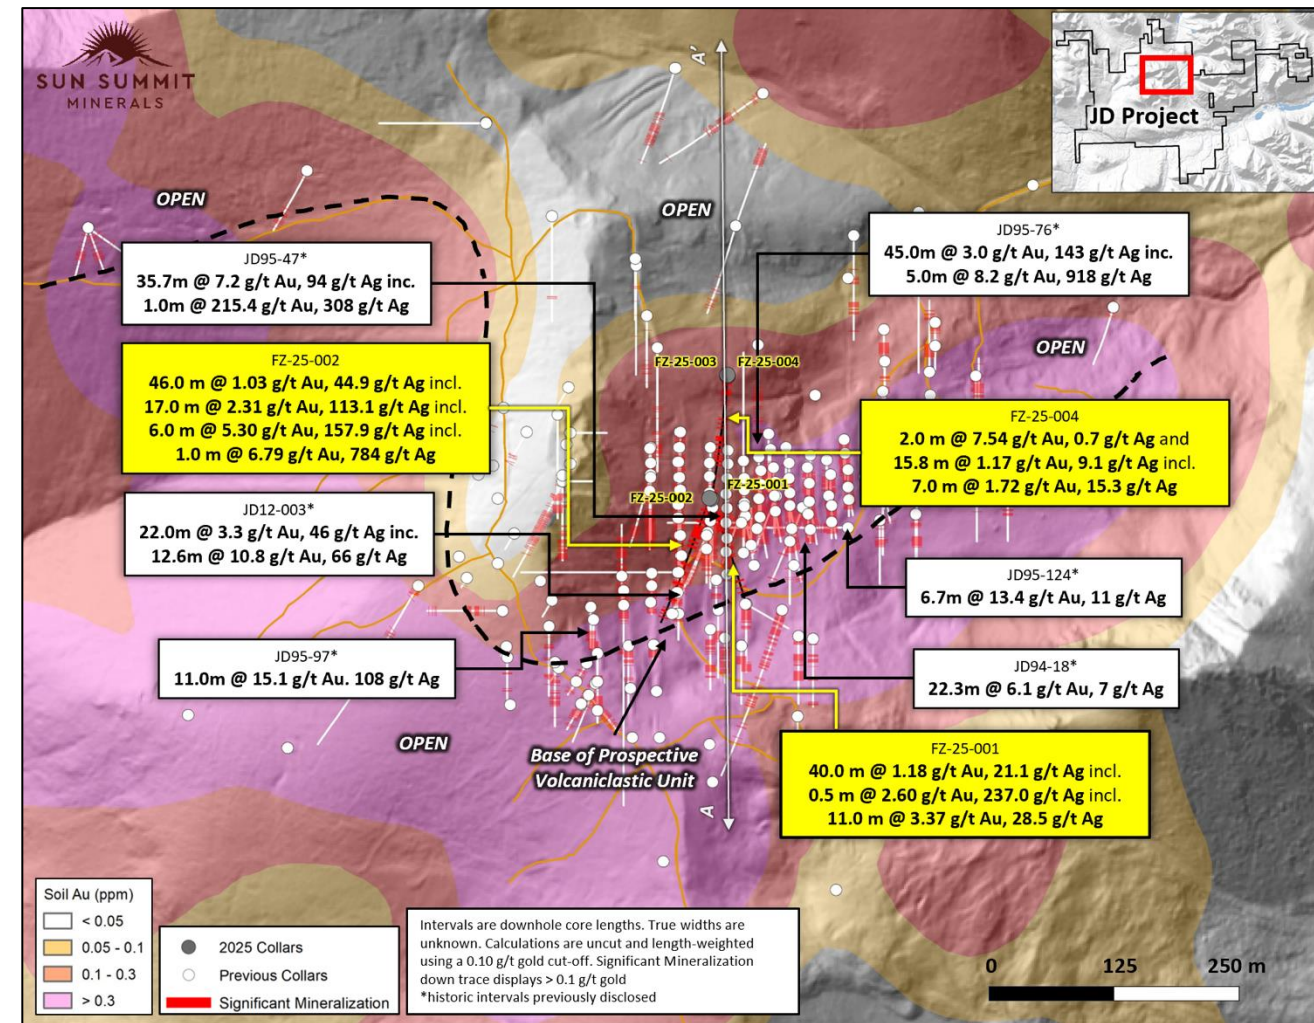 SUN SUMMIT
MINERALS
A'
JD Project
OPEN
OPEN
JD95-47*
35.7m @ 7.2 g/t Au, 94 g/t Ag inc.
1.0m @ 215.4 g/t Au, 308 g/t Ag
JD95-76*
45.0m @ 3.0 g/t Au, 143 g/t Ag inc.
5.0m @ 8.2 g/t Au, 918 g/t Ag
OPEN
FZ-25-003
FZ-25-004
FZ-25-002
46.0 m @ 1.03 g/t Au, 44.9 g/t Ag incl.
17.0 m @ 2.31 g/t Au, 113.1 g/t Ag incl.
6.0 m @ 5.30 g/t Au, 157.9 g/t Ag incl.
1.0 m @ 6.79 g/t Au, 784 g/t Ag
FZ-25-004
2.0 m @ 7.54 g/t Au, 0.7 g/t Ag and
15.8 m @ 1.17 g/t Au, 9.1 g/t Ag incl.
7.0 m @ 1.72 g/t Au, 15.3 g/t Ag
FZ-25-002
FZ-25-001
JD12-003*
22.0m @ 3.3 g/t Au, 46 g/t Ag inc.
12.6m @ 10.8 g/t Au, 66 g/t Ag
JD95-124*
6.7m @ 13.4 g/t Au, 11 g/t Ag
JD95-97*
11.0m @ 15.1 g/t Au. 108 g/t Ag
JD94-18*
22.3m @ 6.1 g/t Au, 7 g/t Ag
OPEN
Base of Prospective
Volcaniclastic Unit
FZ-25-001
40.0 m @ 1.18 g/t Au, 21.1 g/t Ag incl.
0.5 m @ 2.60 g/t Au, 237.0 g/t Ag incl.
11.0 m @ 3.37 g/t Au, 28.5 g/t Ag
A
Soil Au (ppm)
< 0.05
0.05 - 0.1
0.1 - 0.3
> 0.3
2025 Collars
Previous Collars
Significant Mineralization
Intervals are downhole core lengths. True widths are
unknown. Calculations are uncut and length-weighted
using a 0.10 g/t gold cut-off. Significant Mineralization
down trace displays > 0.1 g/t gold
*historic intervals previously disclosed
0 125 250 m